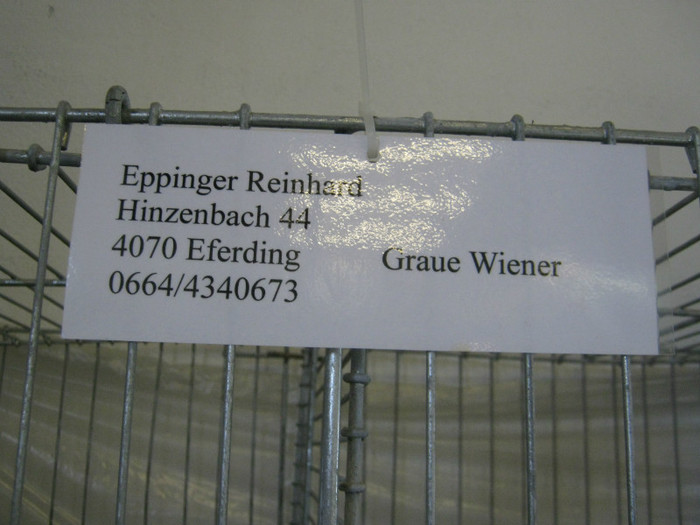 Eppinger Reinhard
Hinzenbach 44
4070 Eferding Graue Wiener
0664/4340673